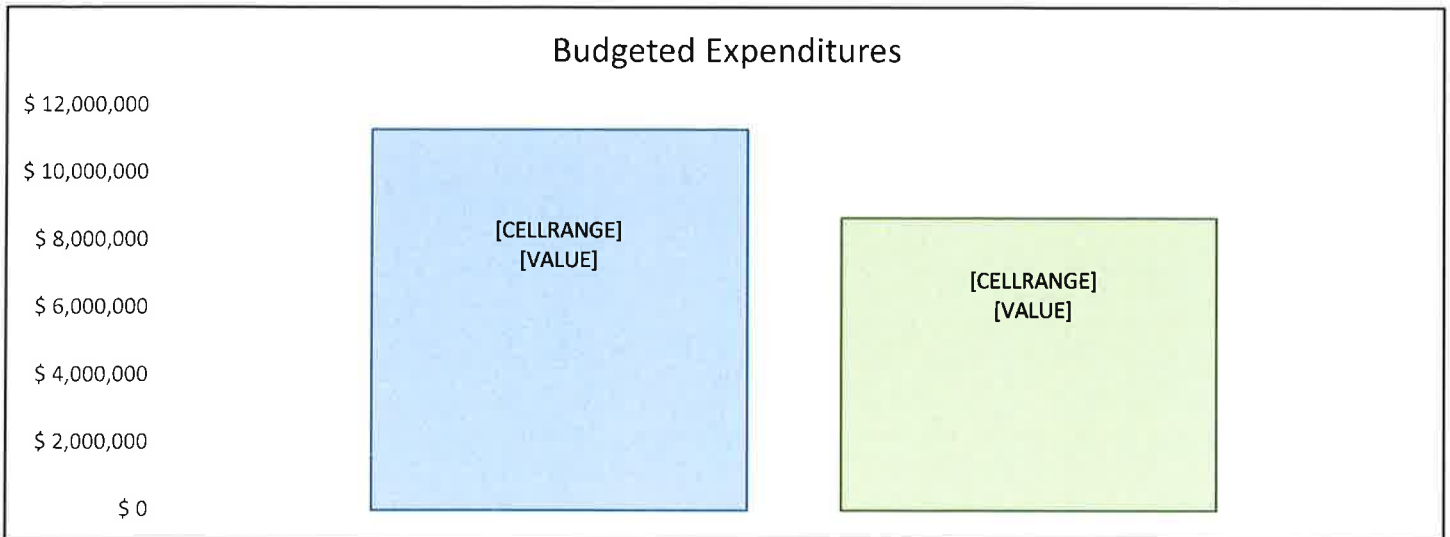 Budgeted Expenditures
$ 12,000,000
$ 10,000,000
$ 8,000,000
$ 6,000,000
$ 4,000,000
$ 2,000,000
$ 0
[CELLRANGE]
[VALUE]
[CELLRANGE]
[VALUE]